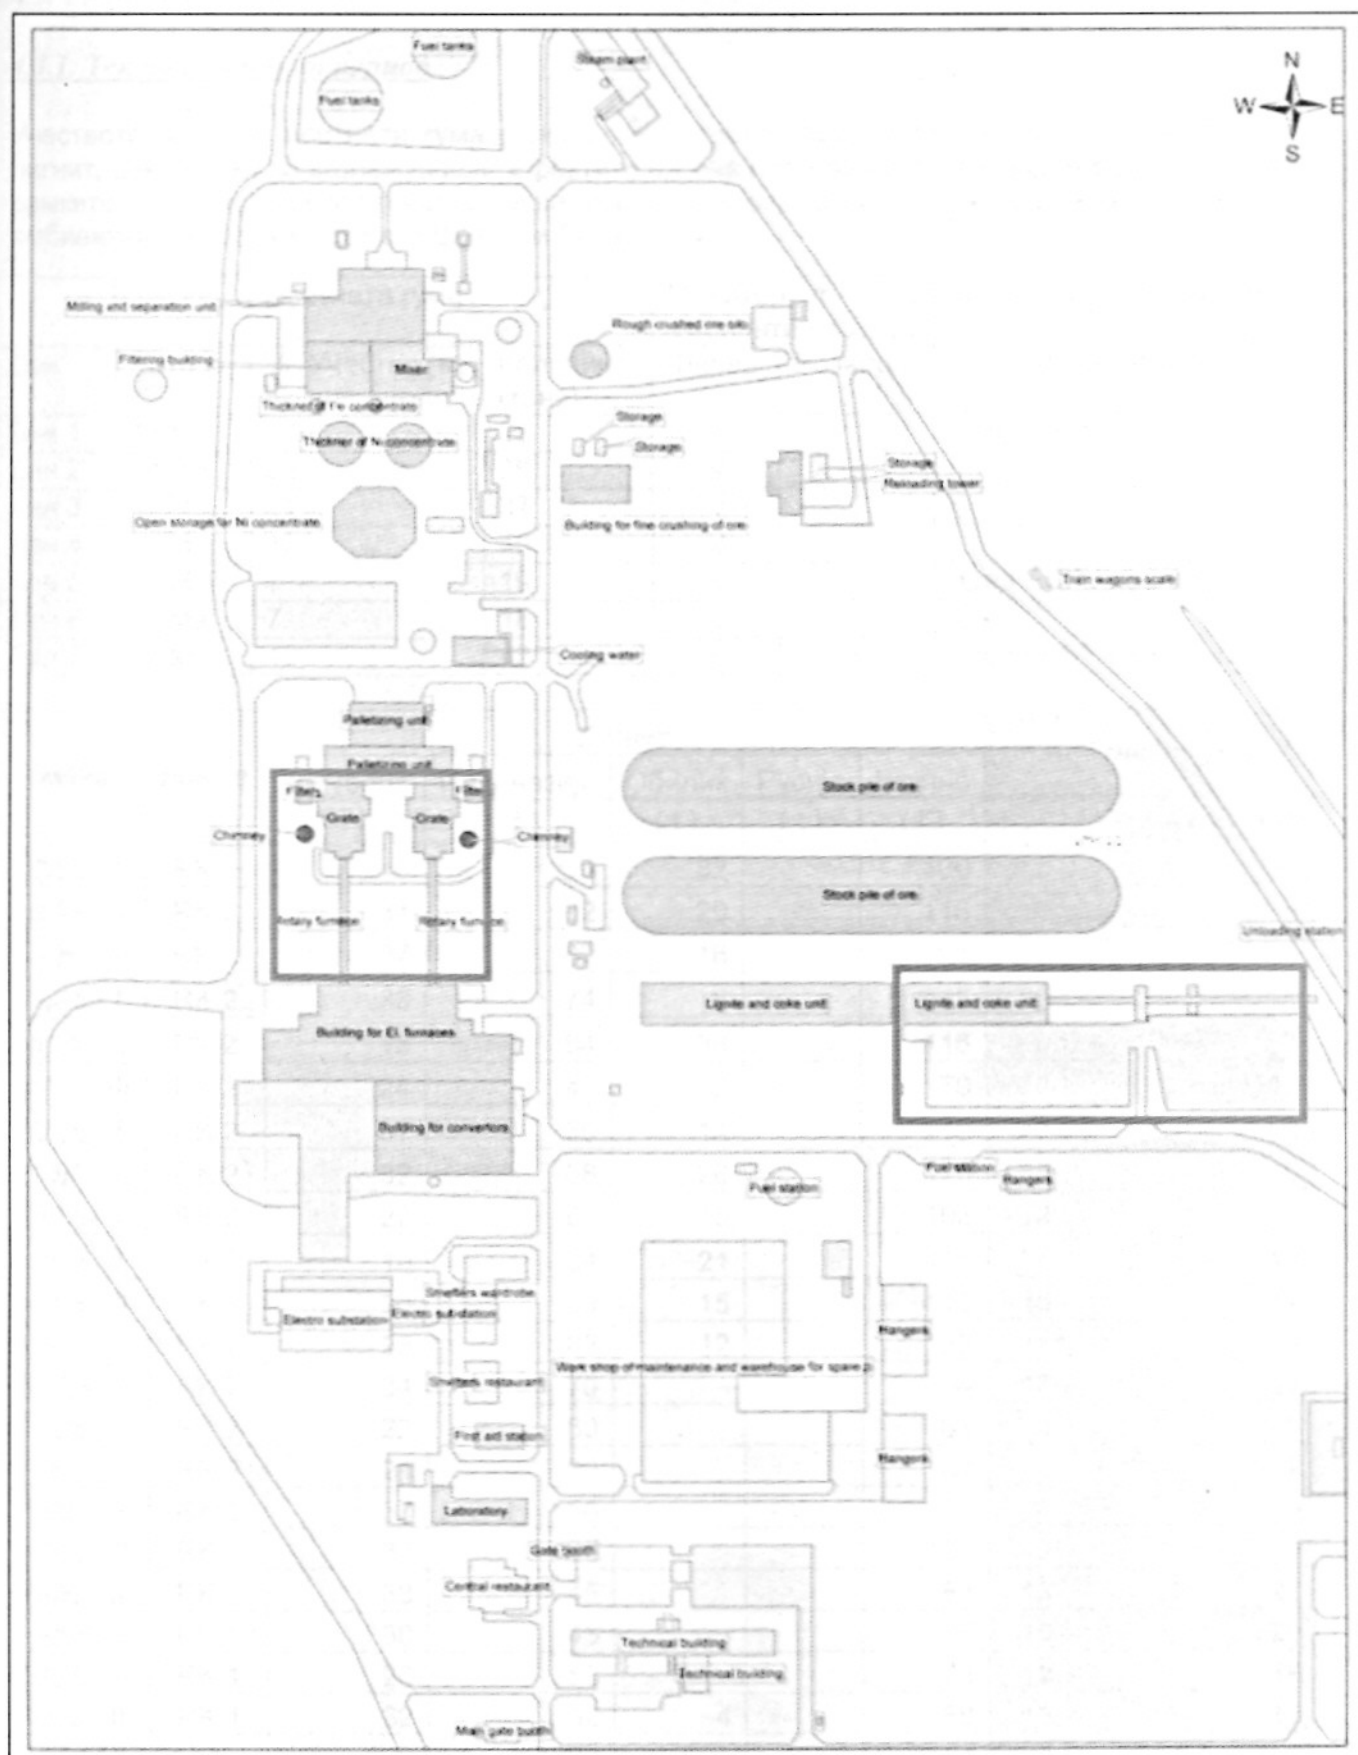 Fuel tanks
Steam plant
Fuel tanks
N
W E
S
Milling and separation unit
Rough crushed ore silo
Filtering building
Mixer
Thickner of Fe concentrate
Storage
Thickner of Ni concentrate
Storage
Storage
Reloading tower
Open storage for Ni concentrate
Building for fine crushing of ore
Train wagons scale
Cooling water
Palletizing unit
Palletizing unit
Filters
Filter
Stock pile of ore
Grate
Grate
Chimney
Chimney
Stock pile of ore
Rotary furnace
Rotary furnace
Unloading station
Lignite and coke unit
Lignite and coke unit
Building for El. furnaces
Building for convertors
Fuel station
Hangers
Fuel station
Smelters wardrobe
Electro substation
Electro substation
Hangers
Work shop of maintenance and warehouse for spare p
Smelters restaurant
First aid station
Hangers
Laboratory
Gate booth
Central restaurant
Technical building
Technical building
Main gate booth